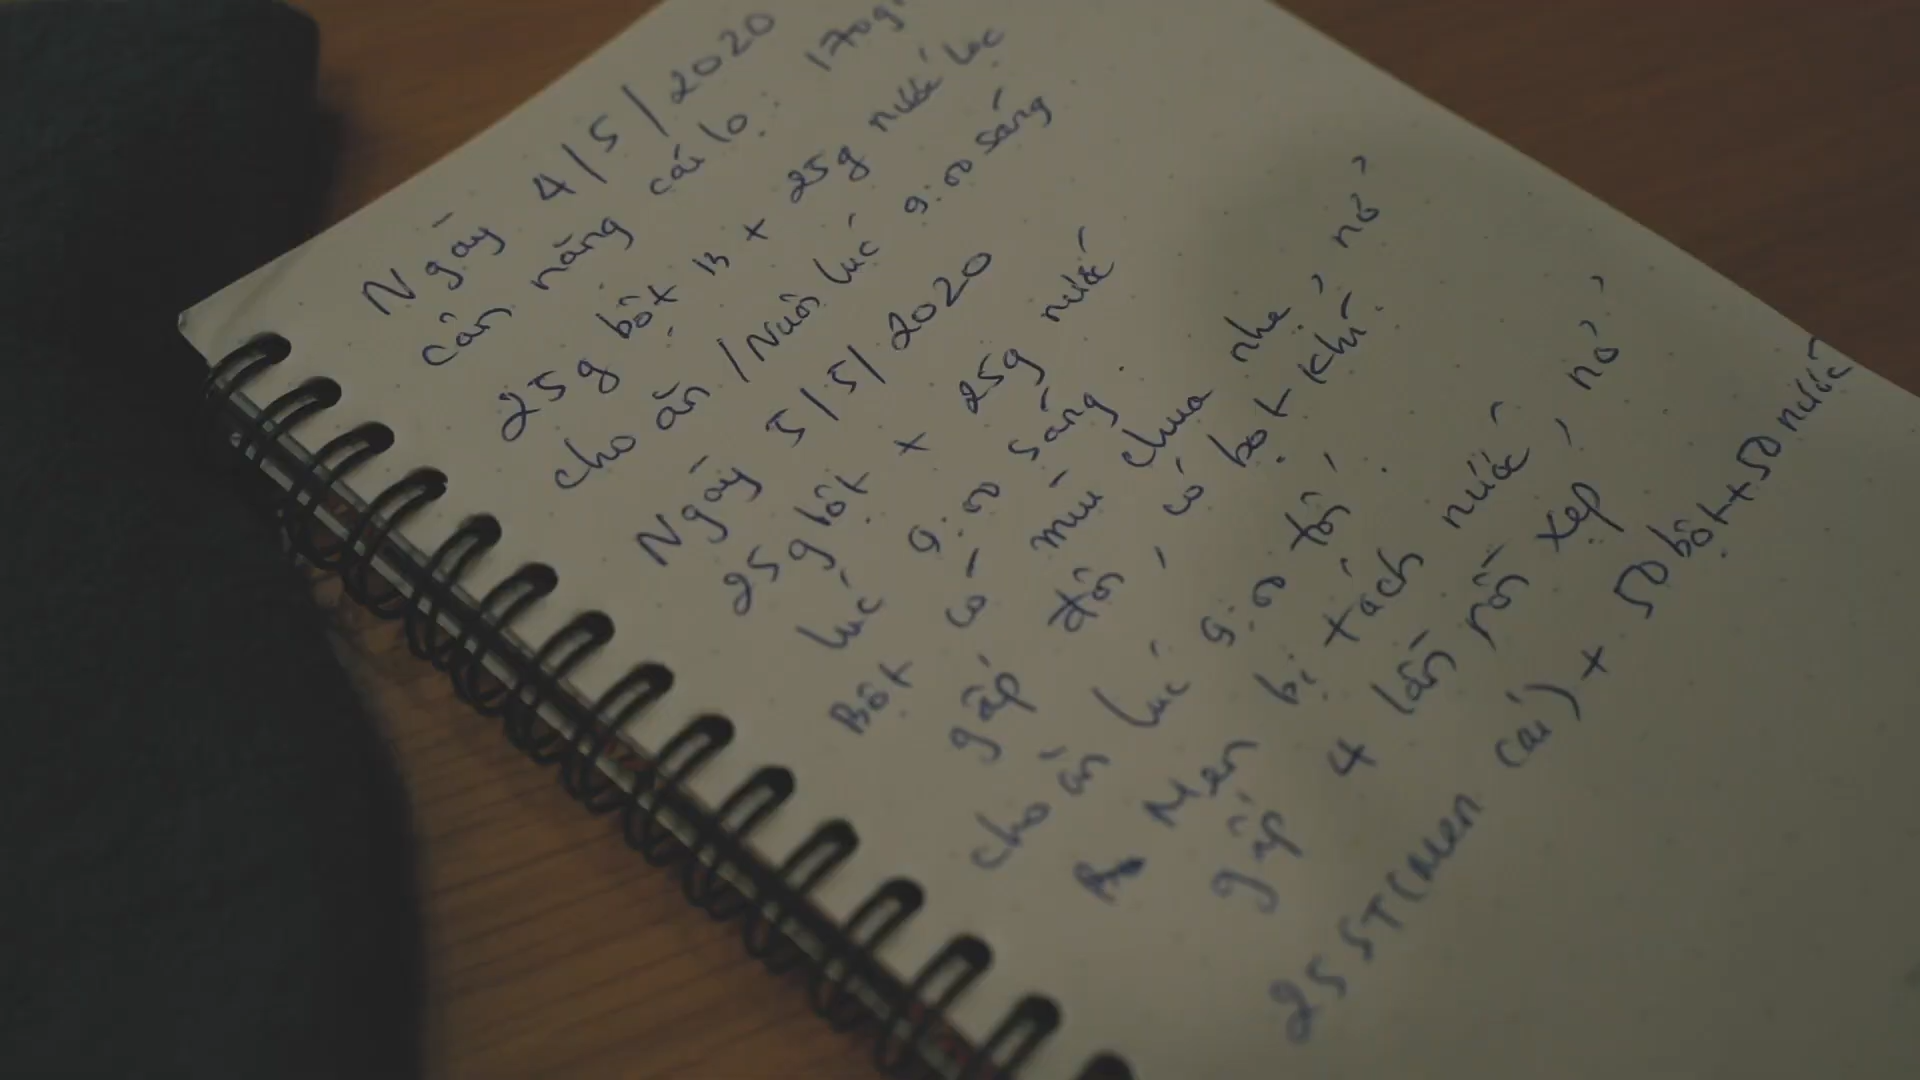 Ngày 4/5/2020
cân nặng cái lọ: 170g
25g bột 13 + 25g nước lọc
cho ăn / Nuôi lúc 9:00 sáng
Ngày 5/5/2020
25g bột + 25g nước
lúc 9:00 sáng.
Bột có mùi chua nhẹ, nở
gấp đôi, có bọt khí.
cho ăn lúc 9:00 tối.
Men bị tách nước, nở
gấp 4 lần rồi xẹp
25 ST(Men cái) + 50 bột + 50 nước